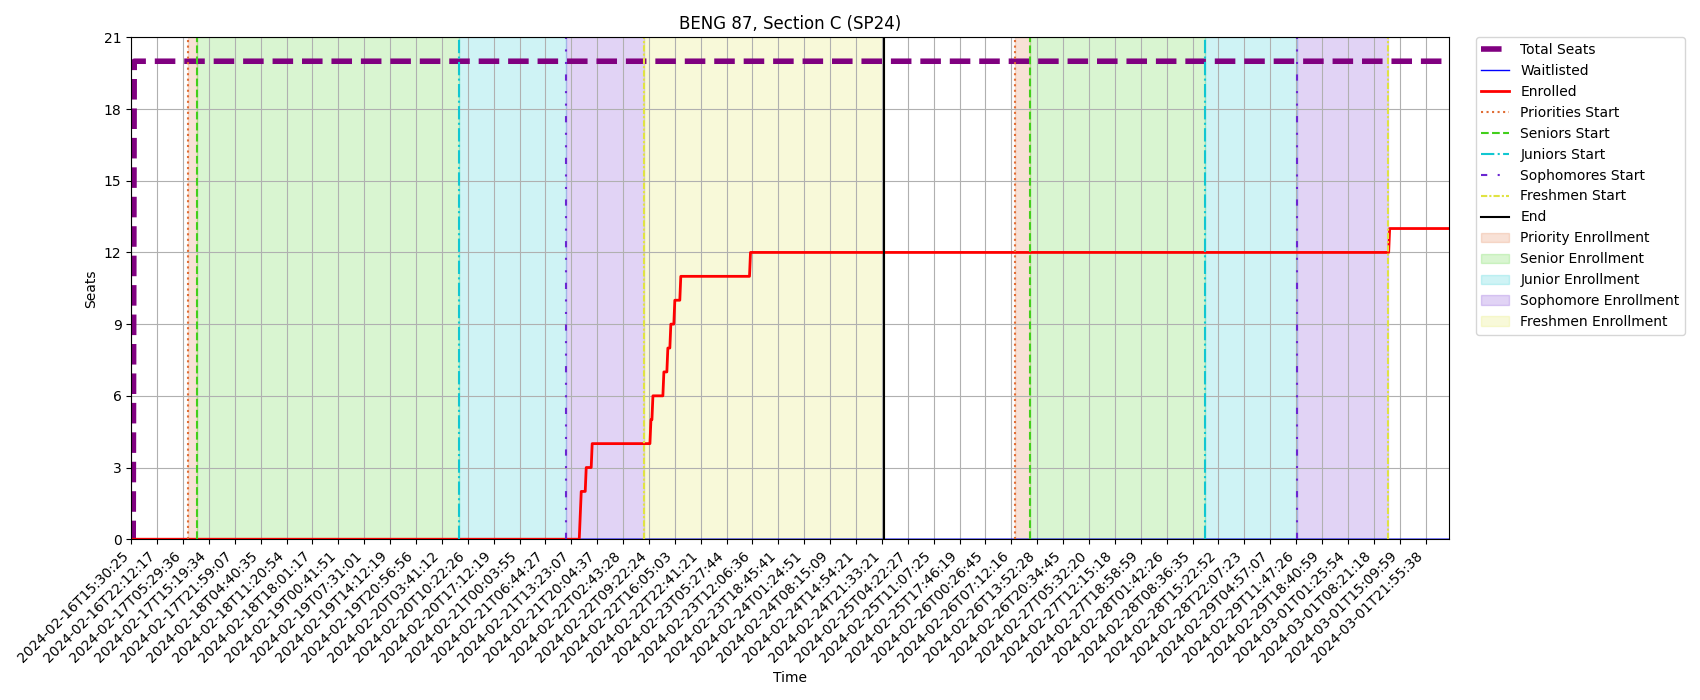 BENG 87, Section C (SP24)
Seats
21
18
15
12
9
6
3
0
2024-02-16T15:30:25
2024-02-16T22:12:17
2024-02-17T05:29:36
2024-02-17T15:19:34
2024-02-17T21:59:07
2024-02-18T04:40:35
2024-02-18T11:20:54
2024-02-18T18:01:17
2024-02-19T00:41:51
2024-02-19T07:31:01
2024-02-19T14:12:19
2024-02-19T20:56:56
2024-02-20T03:41:12
2024-02-20T10:22:26
2024-02-20T17:12:19
2024-02-21T00:03:55
2024-02-21T06:44:27
2024-02-21T13:23:07
2024-02-21T20:04:37
2024-02-22T02:43:28
2024-02-22T09:22:24
2024-02-22T16:05:03
2024-02-22T22:41:21
2024-02-23T05:27:44
2024-02-23T12:06:36
2024-02-23T18:45:41
2024-02-24T01:24:51
2024-02-24T08:15:09
2024-02-24T14:54:21
2024-02-24T21:33:21
2024-02-25T04:22:27
2024-02-25T11:07:25
2024-02-25T17:46:19
2024-02-26T00:26:45
2024-02-26T07:12:16
2024-02-26T13:52:28
2024-02-26T20:34:45
2024-02-27T05:32:20
2024-02-27T12:15:18
2024-02-27T18:58:59
2024-02-28T01:42:26
2024-02-28T08:36:35
2024-02-28T15:22:52
2024-02-28T22:07:23
2024-02-29T04:57:07
2024-02-29T11:47:26
2024-02-29T18:40:59
2024-03-01T01:25:54
2024-03-01T08:21:18
2024-03-01T15:09:59
2024-03-01T21:55:38
Time
Total Seats
Waitlisted
Enrolled
Priorities Start
Seniors Start
Juniors Start
Sophomores Start
Freshmen Start
End
Priority Enrollment
Senior Enrollment
Junior Enrollment
Sophomore Enrollment
Freshmen Enrollment